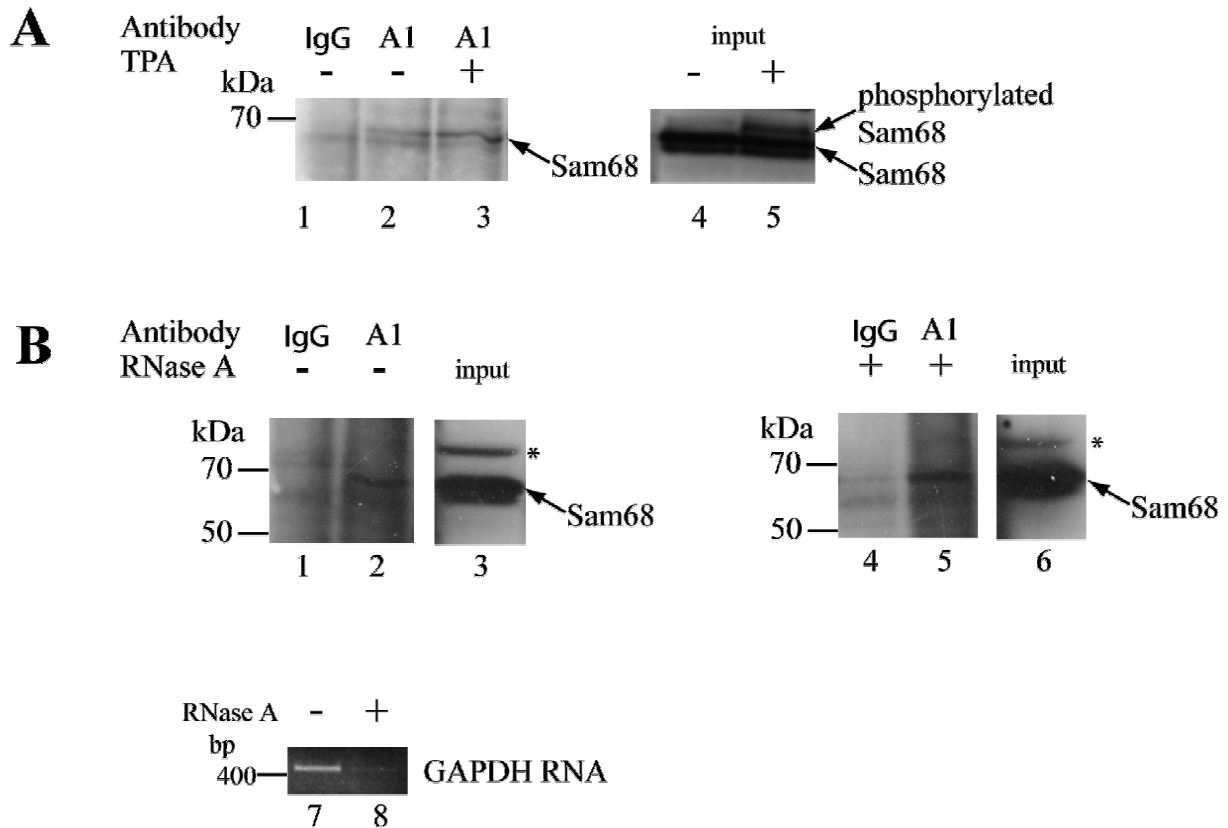 A
Antibody IgG A1 A1 input
TPA - - + - +
kDa
70
phosphorylated
Sam68
Sam68
Sam68
1 2 3 4 5
B
Antibody IgG A1 IgG A1
RNase A - - input + + input
kDa kDa
* *
70 70
Sam68 Sam68
50 50
1 2 3 4 5 6
RNase A - +
bp
400 GAPDH RNA
7 8